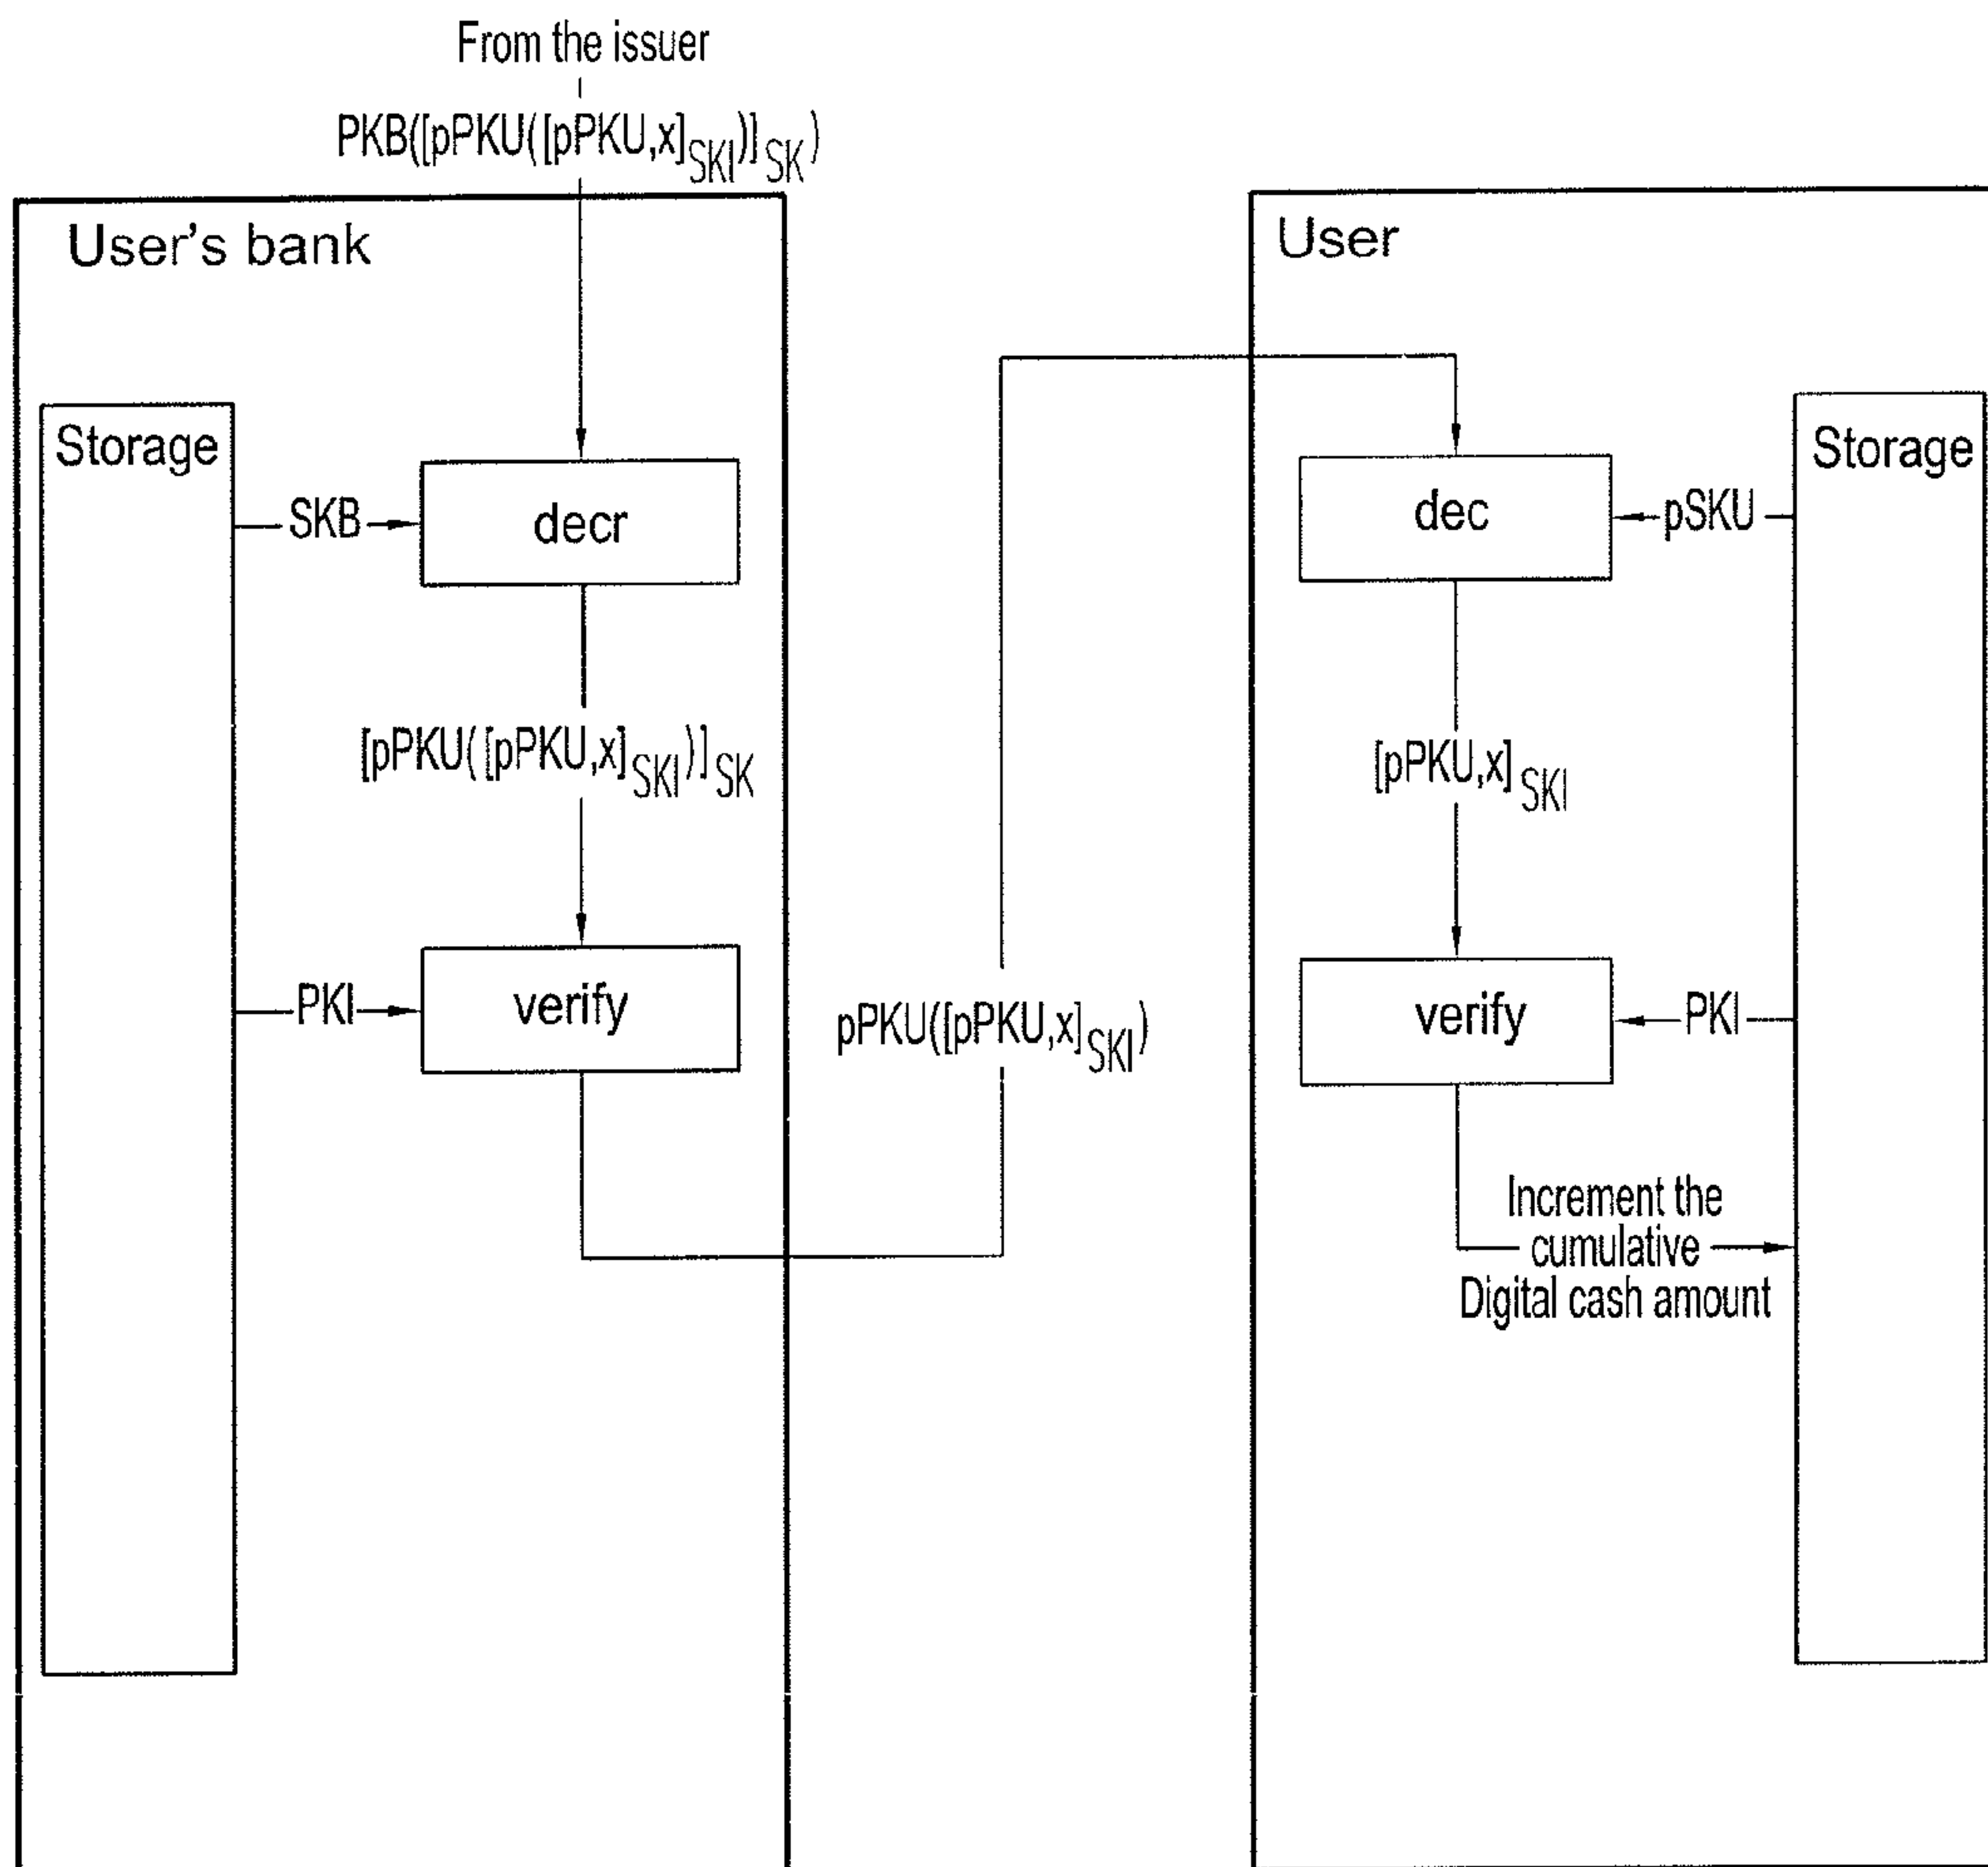 From the issuer
PKB([pPKU([pPKU,x]SKI)]SK)
User's bank
Storage
SKB
decr
[pPKU([pPKU,x]SKI)]SK
PKI
verify
pPKU([pPKU,x]SKI)
User
Storage
dec
pSKU
[pPKU,x]SKI
verify
PKI
Increment the
cumulative
Digital cash amount